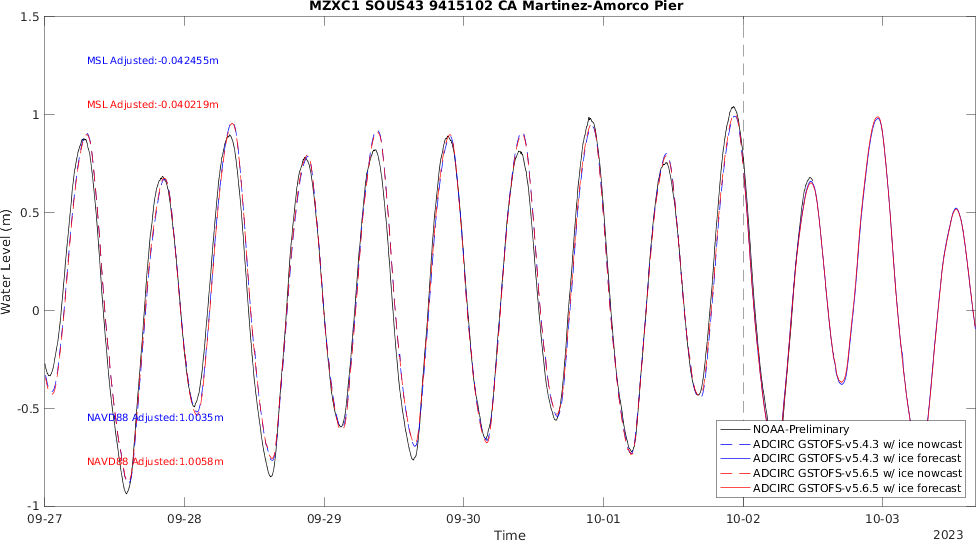 MZXC1 SOUS43 9415102 CA Martinez-Amorco Pier
1.5
1
0.5
0
-0.5
-1
Water Level (m)
MSL Adjusted:-0.042455m
MSL Adjusted:-0.040219m
NAVD88 Adjusted:1.0035m
NAVD88 Adjusted:1.0058m
NOAA-Preliminary
ADCIRC GSTOFS-v5.4.3 w/ ice nowcast
ADCIRC GSTOFS-v5.4.3 w/ ice forecast
ADCIRC GSTOFS-v5.6.5 w/ ice nowcast
ADCIRC GSTOFS-v5.6.5 w/ ice forecast
09-27 09-28 09-29 09-30 10-01 10-02 10-03
Time
2023